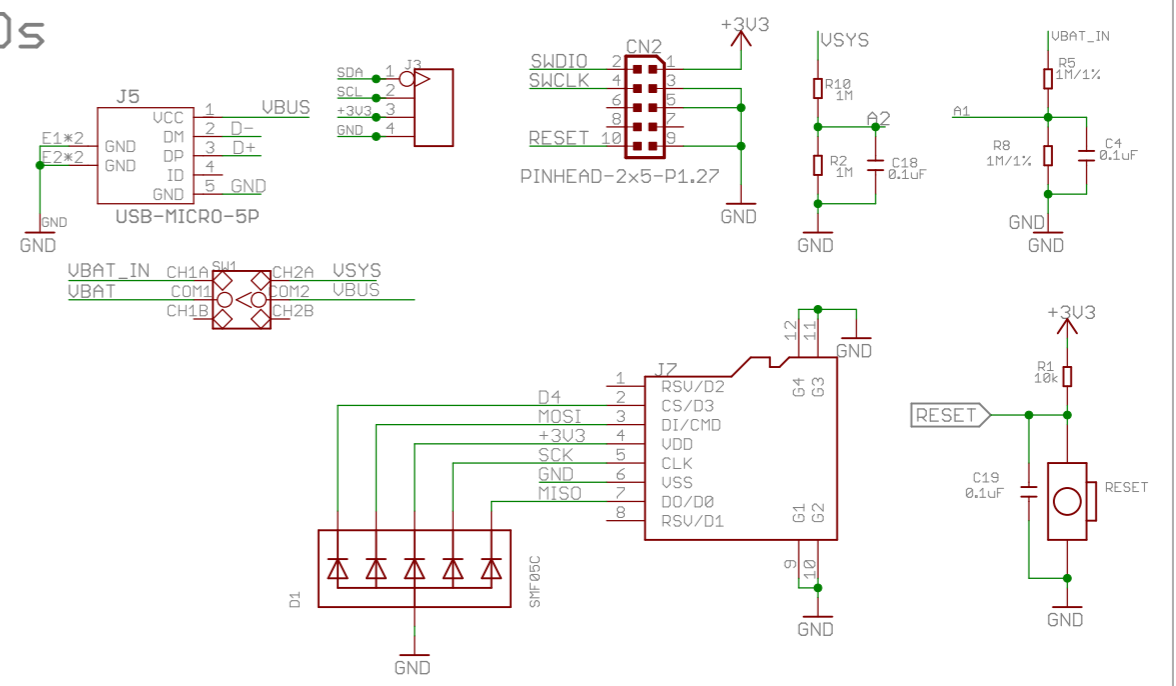 0s
J5
VCC 1 VBUS
DM 2 D-
DP 3 D+
ID 4
GND 5 GND
E1*2 GND
E2*2 GND
GND
GND
USB-MICRO-5P
J3
SDA 1
SCL 2
+3V3 3
GND 4
+3V3
CN2
SWDIO 2 1
SWCLK 4 3
6 5
8 7
RESET 10 9
PINHEAD-2x5-P1.27
GND
VSYS
R10
1M
A2
R2
1M
C18
0.1uF
GND
VBAT_IN
R5
1M/1%
A1
R8
1M/1%
C4
0.1uF
GND
GND
SW1
VBAT_IN CH1A CH2A VSYS
VBAT COM1 COM2 VBUS
CH1B CH2B
J7
1 RSV/D2
D4 2 CS/D3
MOSI 3 DI/CMD
+3V3 4 VDD
SCK 5 CLK
GND 6 VSS
MISO 7 DO/D0
8 RSV/D1
12 11
G4 G3
GND
G1 G2
9 10
GND
D1
SMF05C
GND
+3V3
R1
10k
RESET
C19
0.1uF
RESET
GND